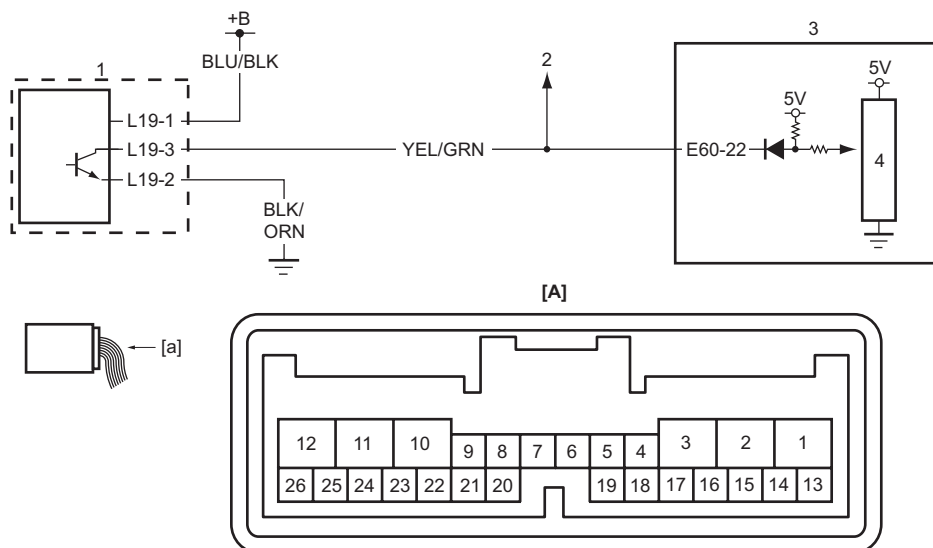 +B
BLU/BLK
1
2
3
5V
5V
L19-1
L19-3
YEL/GRN
E60-22
4
L19-2
BLK/
ORN
[A]
[a]
12 11 10 9 8 7 6 5 4 3 2 1
26 25 24 23 22 21 20 19 18 17 16 15 14 13